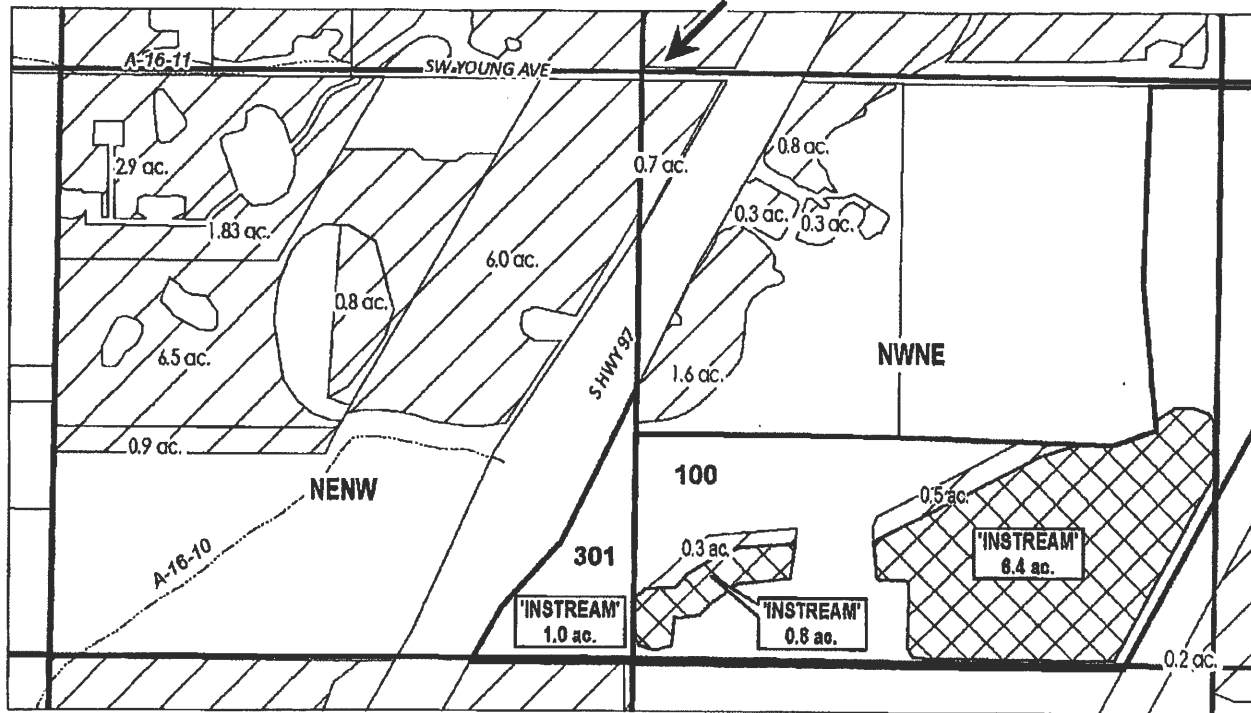 A-16-11
SW YOUNG AVE
2.9 ac.
0.7 ac.
0.8 ac.
0.3 ac.
0.3 ac.
1.83 ac.
6.0 ac.
0.8 ac.
6.5 ac.
S HWY 97
NWNE
1.6 ac.
0.9 ac.
NENW
100
0.5 ac.
A-16-10
301
0.3 ac.
'INSTREAM'
6.4 ac.
'INSTREAM'
1.0 ac.
'INSTREAM'
0.8 ac.
0.2 ac.